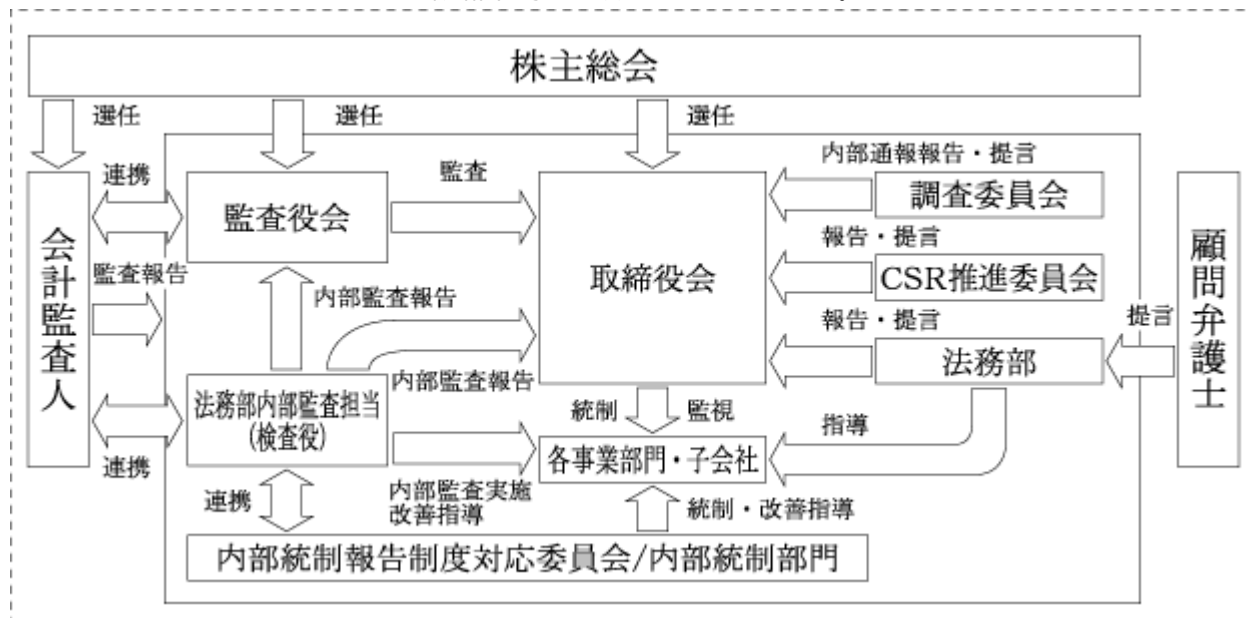 株主総会
選任
選任
選任
連携
監査
内部通報報告・提言
監査役会
調査委員会
会計監査人
監査報告
取締役会
報告・提言
CSR推進委員会
顧問弁護士
内部監査報告
報告・提言
提言
法務部
内部監査報告
法務部内部監査担当
(検査役)
統制
監視
指導
各事業部門・子会社
連携
連携
内部監査実施
改善指導
統制・改善指導
内部統制報告制度対応委員会/内部統制部門